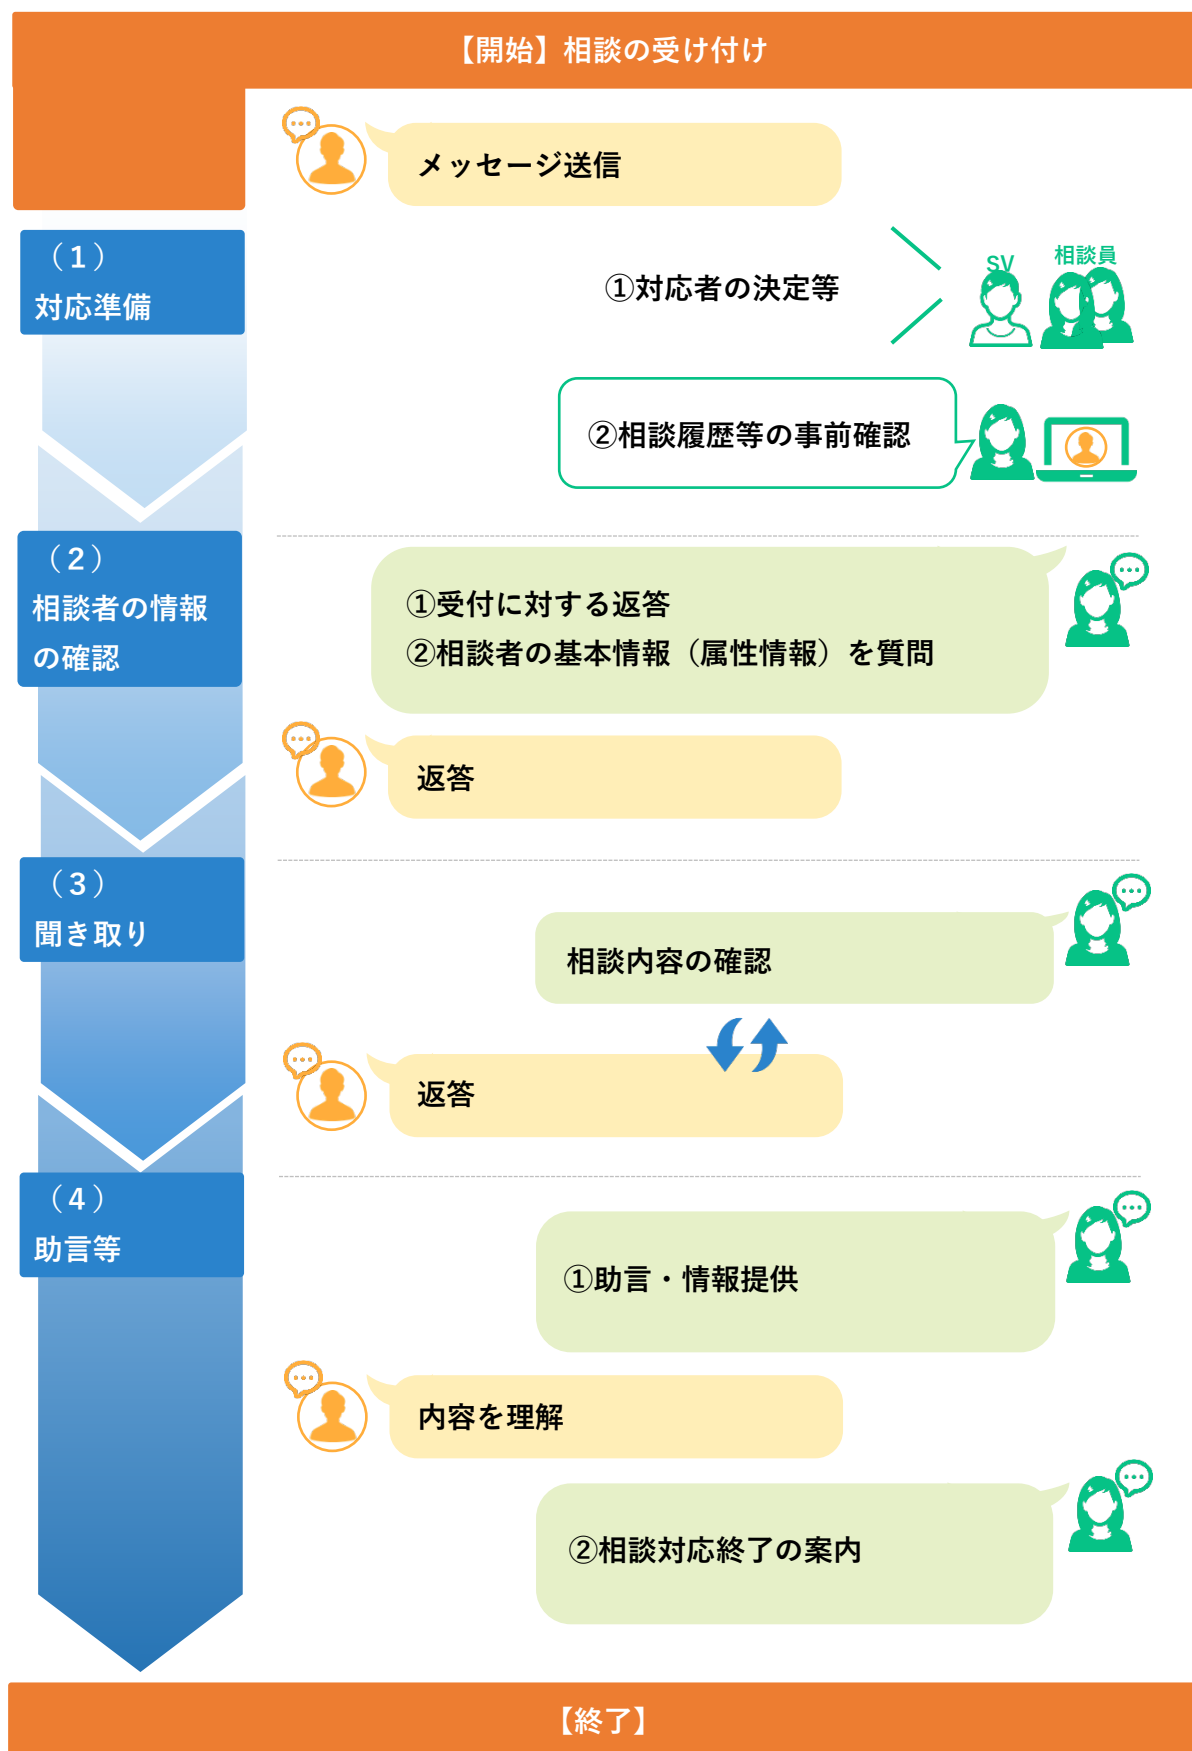 【開始】相談の受け付け
メッセージ送信
（1）
対応準備
①対応者の決定等
SV
相談員
②相談履歴等の事前確認
（2）
相談者の情報
の確認
①受付に対する返答
②相談者の基本情報（属性情報）を質問
返答
（3）
聞き取り
相談内容の確認
返答
（4）
助言等
①助言・情報提供
内容を理解
②相談対応終了の案内
【終了】